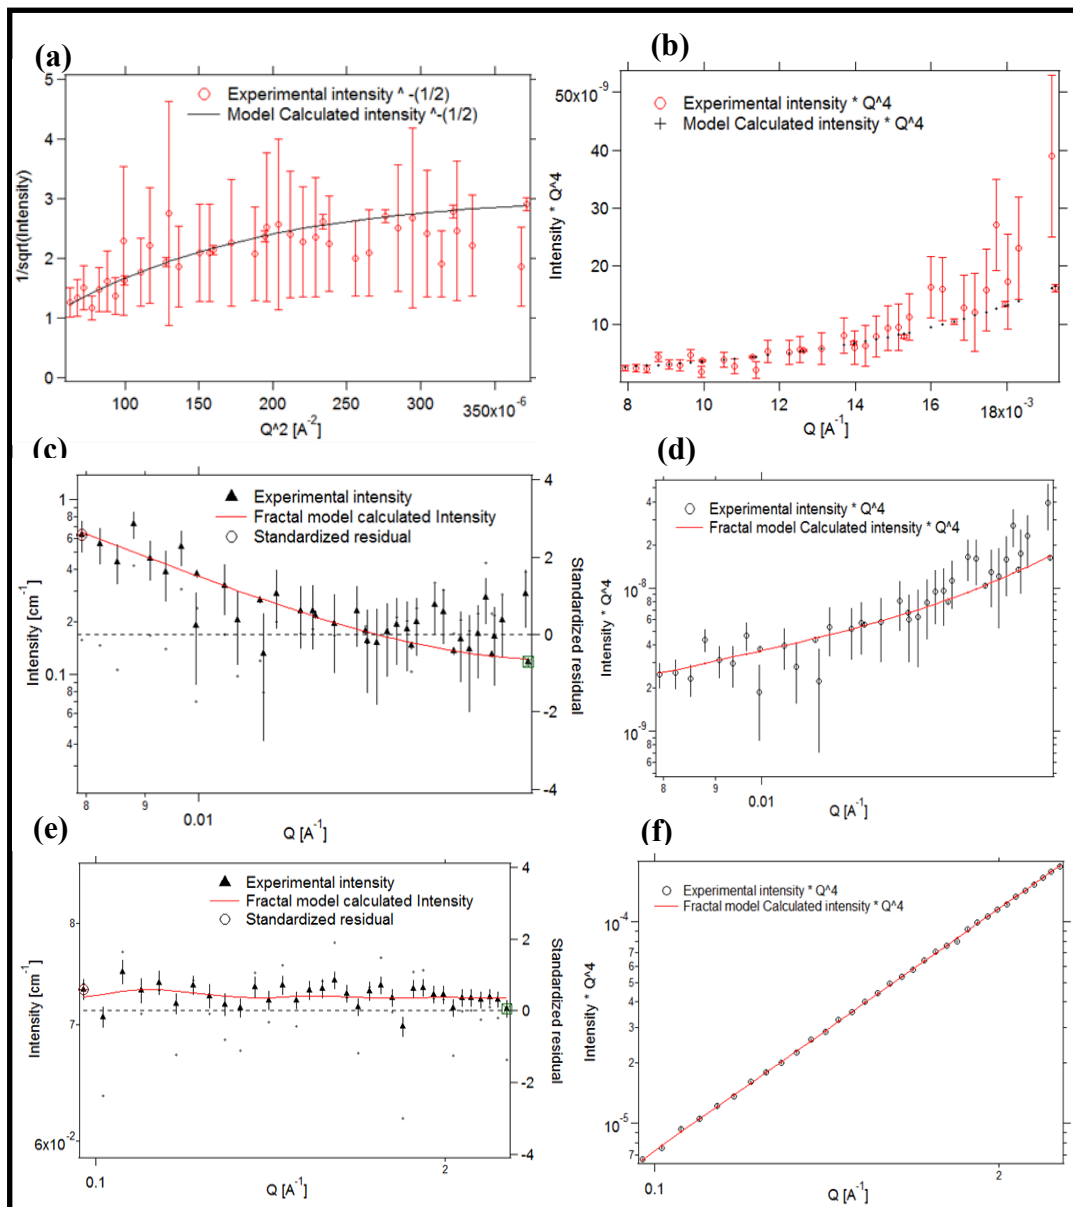 (a)
5
4
3
2
1
0
1/sqrt(Intensity)
Experimental intensity ^ -(1/2)
Model Calculated intensity ^-(1/2)
100
150
200
250
300
350x10^-6
Q^2 [A^-2]
(b)
50x10^-9
40
30
20
10
Intensity * Q^4
Experimental intensity * Q^4
Model Calculated intensity * Q^4
8
10
12
14
16
18x10^-3
Q [A^-1]
(c)
1
8
6
4
2
0.1
8
6
4
Intensity [cm^-1]
Experimental intensity
Fractal model calculated Intensity
Standardized residual
4
2
0
-2
-4
Standardized residual
8
9
0.01
Q [A^-1]
(d)
8
6
4
2
10^-8
8
6
4
2
10^-9
8
6
Intensity * Q^4
Experimental intensity * Q^4
Fractal model Calculated intensity * Q^4
8
9
0.01
Q [A^-1]
(e)
8
7
6x10^-2
Intensity [cm^-1]
Experimental intensity
Fractal model calculated Intensity
Standardized residual
4
2
0
-2
-4
Standardized residual
0.1
2
Q [A^-1]
(f)
10^-4
7
6
5
4
3
2
10^-5
7
Intensity * Q^4
Experimental intensity * Q^4
Fractal model Calculated intensity * Q^4
0.1
2
Q [A^-1]